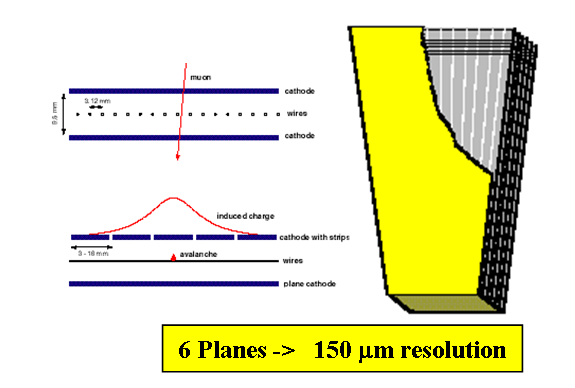 muon
cathode
3.12 mm
wires
9.5 mm
cathode
induced charge
cathode with strips
3 - 16 mm
avalanche
wires
plane cathode
6 Planes -> 150 μm resolution